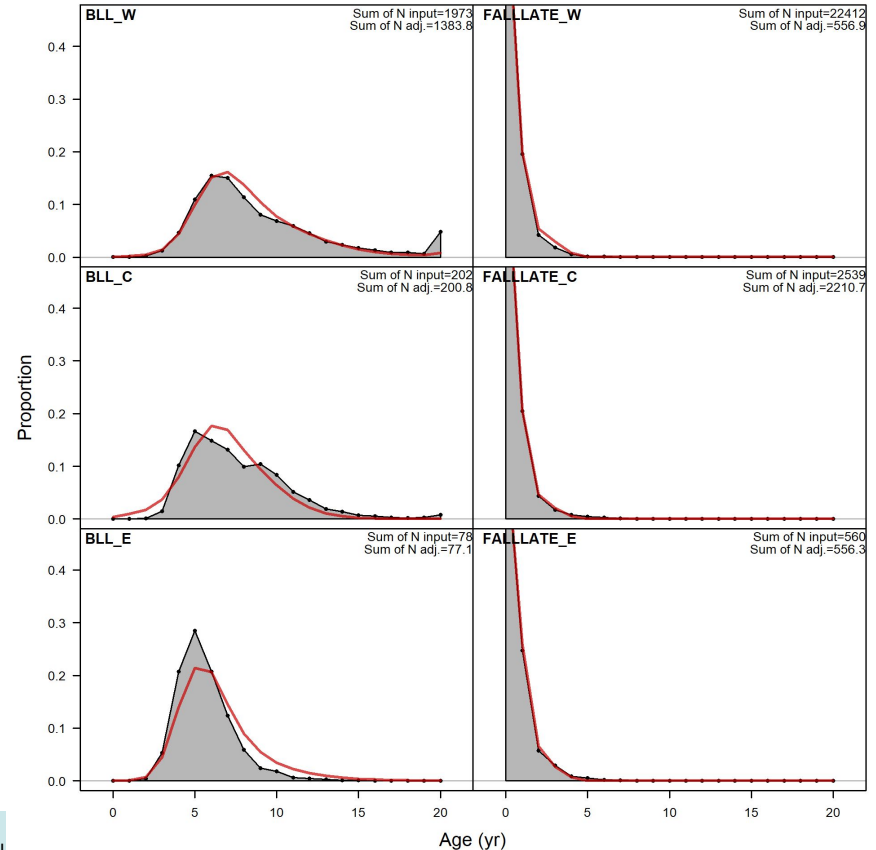 BLL_W
Sum of N input=1973
Sum of N adj.=1383.8
FALLLATE_W
Sum of N input=22412
Sum of N adj.=556.9
0.4
0.3
0.2
0.1
0.0
BLL_C
Sum of N input=202
Sum of N adj.=200.8
FALLLATE_C
Sum of N input=2539
Sum of N adj.=2210.7
0.4
0.3
0.2
0.1
0.0
Proportion
BLL_E
Sum of N input=78
Sum of N adj.=77.1
FALLLATE_E
Sum of N input=560
Sum of N adj.=556.3
0.4
0.3
0.2
0.1
0.0
0 5 10 15 20 0 5 10 15 20
Age (yr)